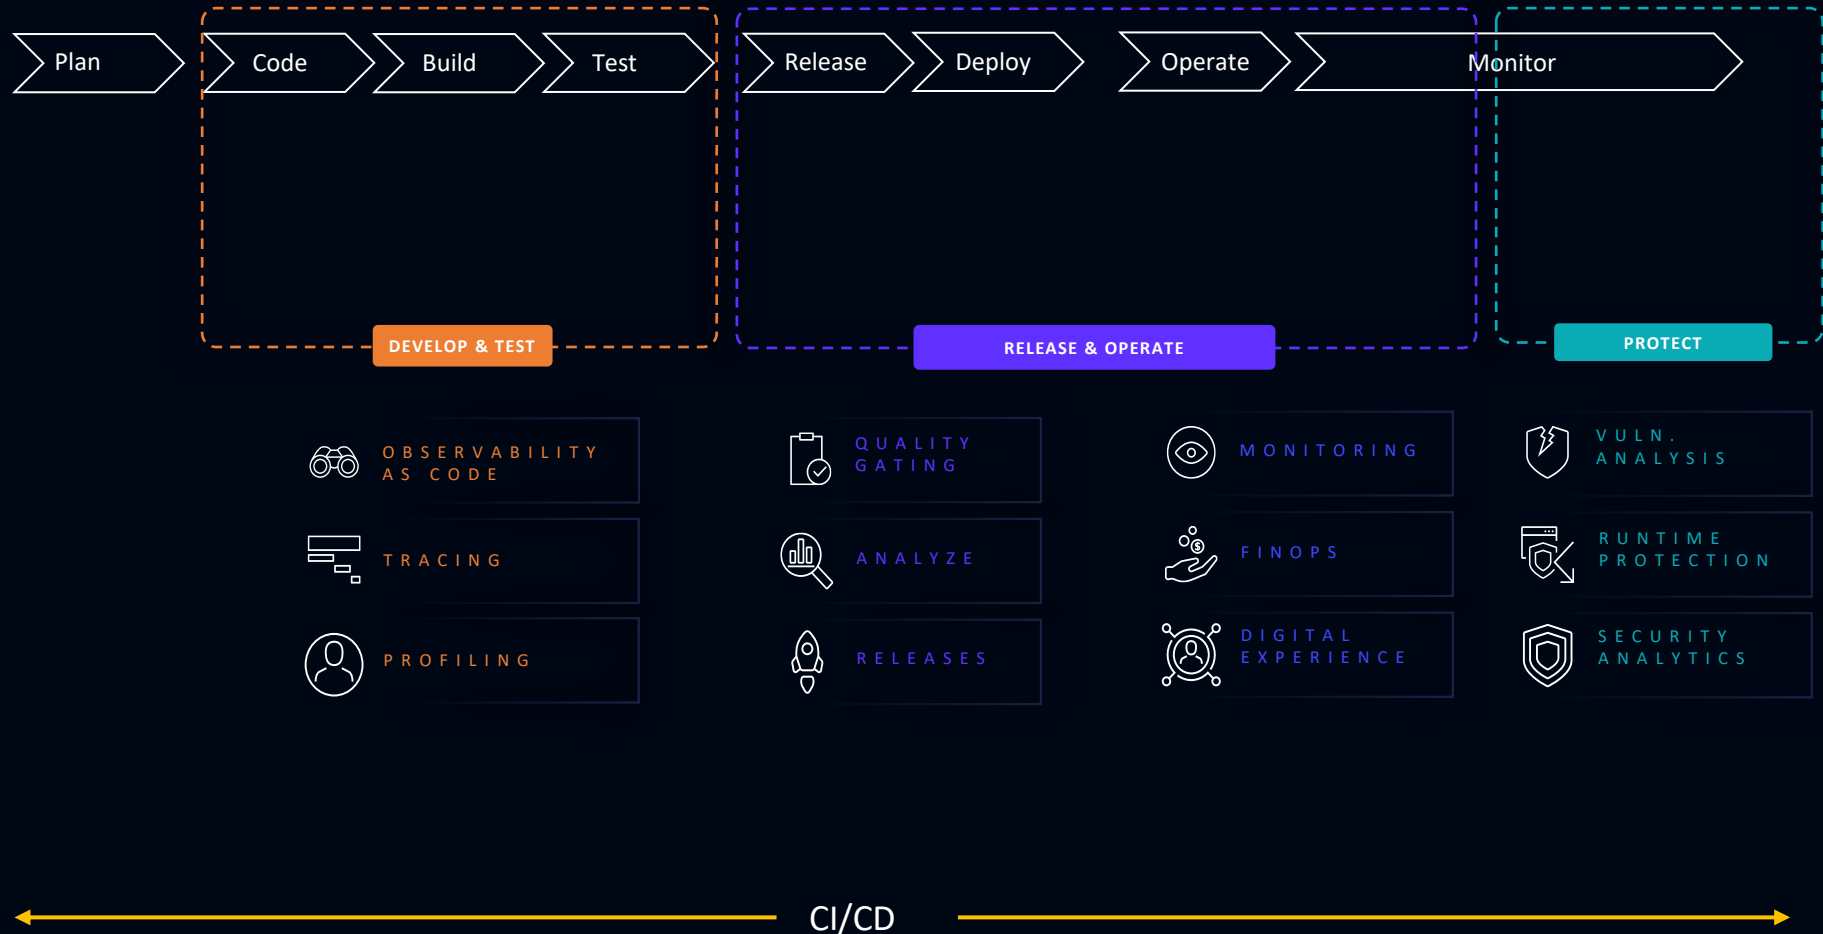 Plan
Code
Build
Test
Release
Deploy
Operate
Monitor
DEVELOP & TEST
RELEASE & OPERATE
PROTECT
OBSERVABILITY
AS CODE
TRACING
PROFILING
QUALITY
GATING
ANALYZE
RELEASES
MONITORING
FINOPS
DIGITAL
EXPERIENCE
VULN.
ANALYSIS
RUNTIME
PROTECTION
SECURITY
ANALYTICS
CI/CD